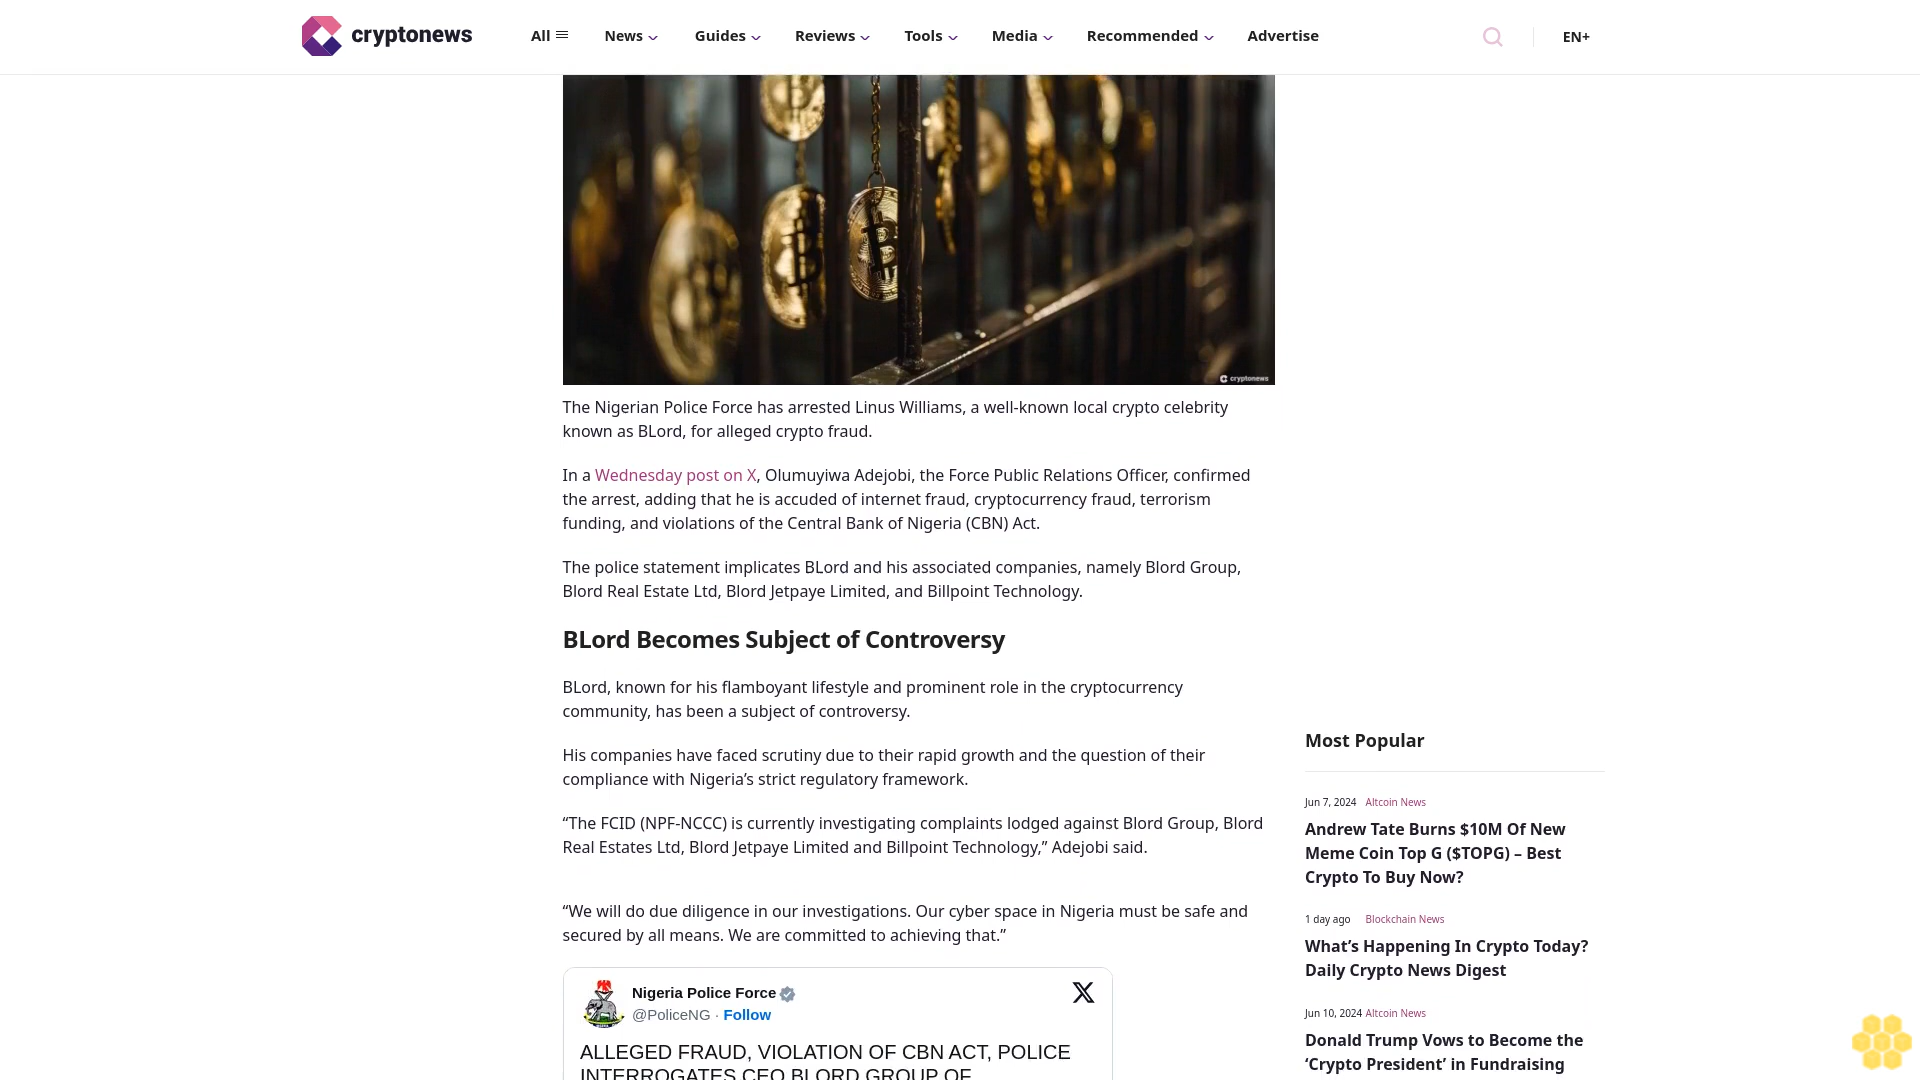 cryptonews
All
News
Guides
Reviews
Tools
Media
Recommended
Advertise
EN+
cryptonews
The Nigerian Police Force has arrested Linus Williams, a well-known local crypto celebrity
known as BLord, for alleged crypto fraud.
In a Wednesday post on X, Olumuyiwa Adejobi, the Force Public Relations Officer, confirmed
the arrest, adding that he is accuded of internet fraud, cryptocurrency fraud, terrorism
funding, and violations of the Central Bank of Nigeria (CBN) Act.
The police statement implicates BLord and his associated companies, namely Blord Group,
Blord Real Estate Ltd, Blord Jetpaye Limited, and Billpoint Technology.
BLord Becomes Subject of Controversy
BLord, known for his flamboyant lifestyle and prominent role in the cryptocurrency
community, has been a subject of controversy.
His companies have faced scrutiny due to their rapid growth and the question of their
compliance with Nigeria’s strict regulatory framework.
“The FCID (NPF-NCCC) is currently investigating complaints lodged against Blord Group, Blord
Real Estates Ltd, Blord Jetpaye Limited and Billpoint Technology,” Adejobi said.
“We will do due diligence in our investigations. Our cyber space in Nigeria must be safe and
secured by all means. We are committed to achieving that.”
Nigeria Police Force
@PoliceNG · Follow
ALLEGED FRAUD, VIOLATION OF CBN ACT, POLICE
INTERROGATES CEO BLORD GROUP OF
Most Popular
Jun 7, 2024 Altcoin News
Andrew Tate Burns $10M Of New
Meme Coin Top G ($TOPG) – Best
Crypto To Buy Now?
1 day ago Blockchain News
What’s Happening In Crypto Today?
Daily Crypto News Digest
Jun 10, 2024 Altcoin News
Donald Trump Vows to Become the
‘Crypto President’ in Fundraising